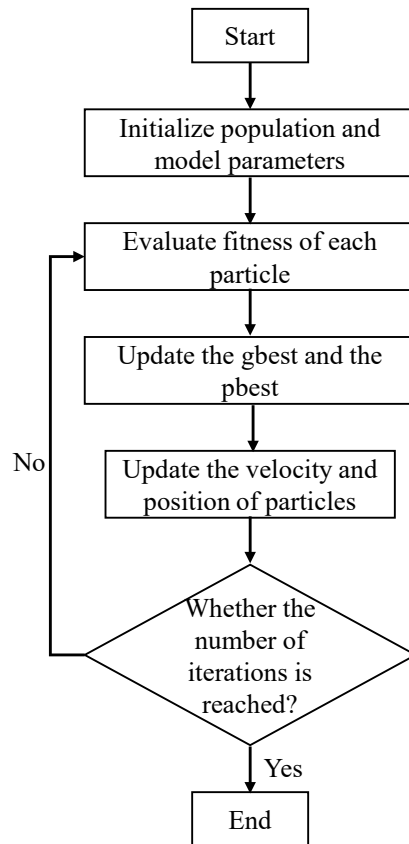 Start
Initialize population and
model parameters
Evaluate fitness of each
particle
Update the gbest and the
pbest
No
Update the velocity and
position of particles
Whether the
number of
iterations is
reached?
Yes
End